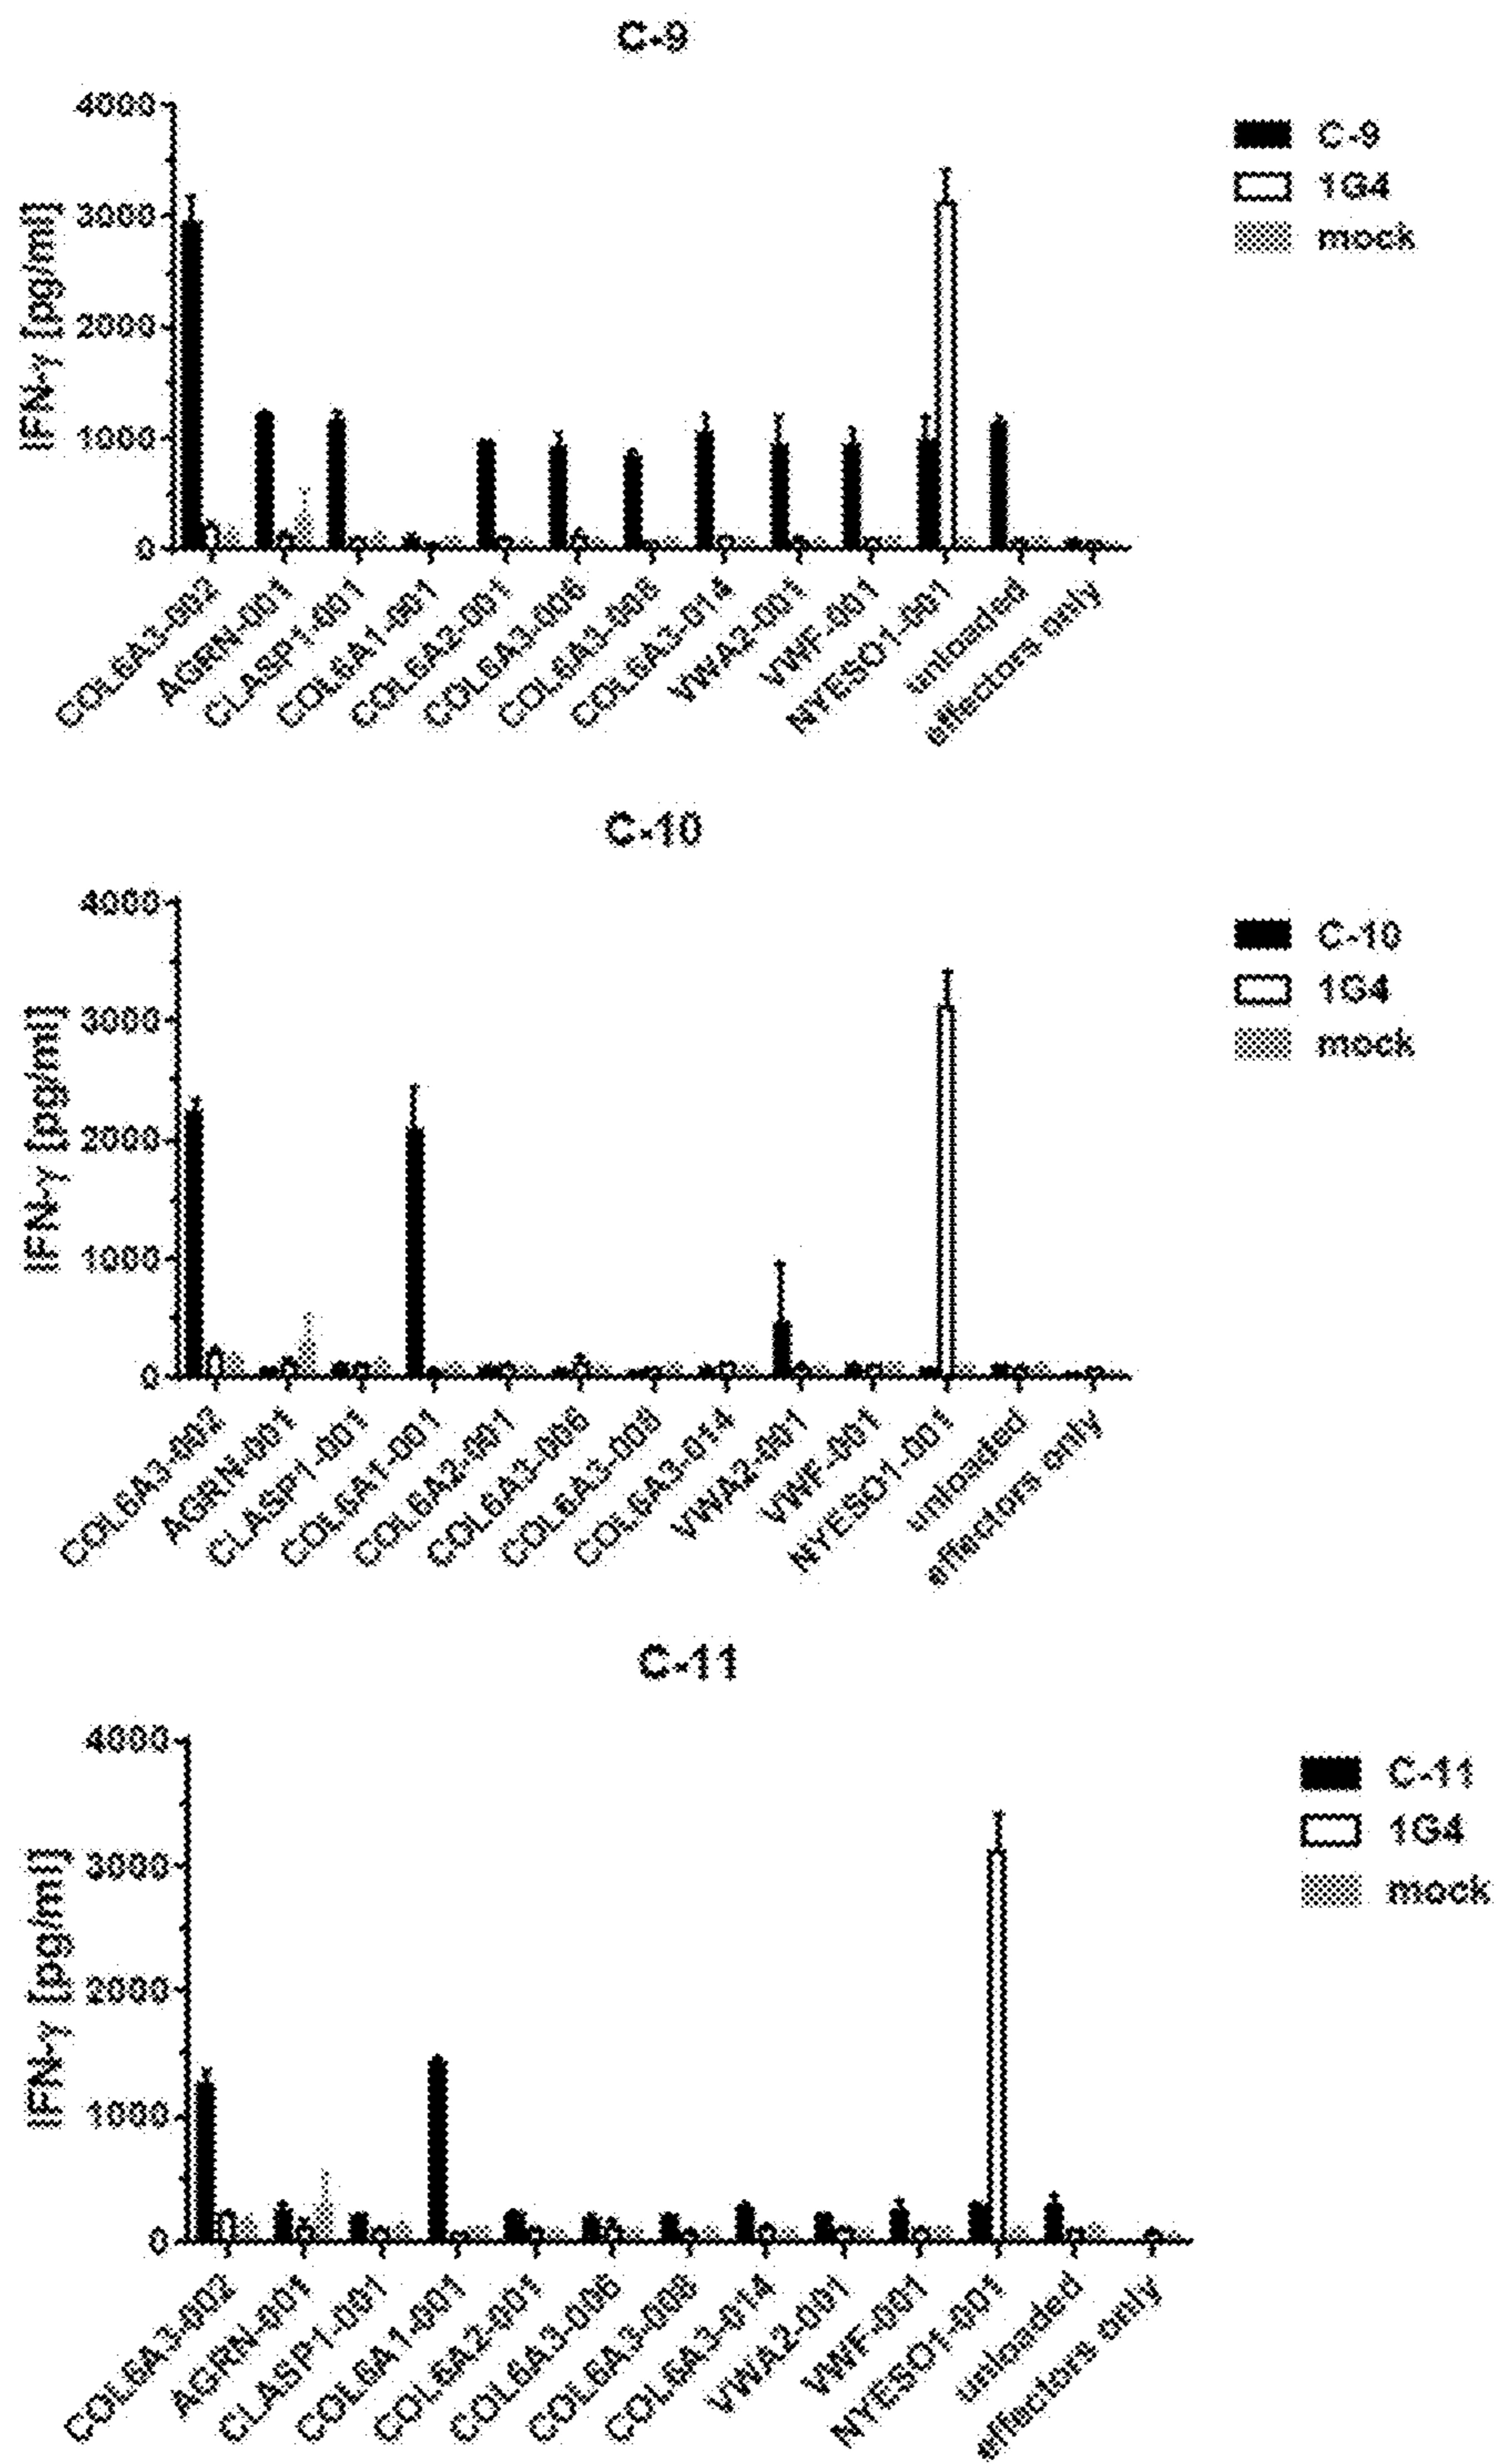 C-9
4000
3000
2000
1000
0
IFN-γ [pg/ml]
C-9
1G4
mock
COL6A3-002
AGRN-001
CLASP1-001
COL6A1-001
COL6A2-001
COL6A3-006
COL6A3-008
COL6A3-014
VWA2-001
VWF-001
NYESO1-001
unloaded
effectors only
C-10
4000
3000
2000
1000
0
IFN-γ [pg/ml]
C-10
1G4
mock
COL6A3-002
AGRN-001
CLASP1-001
COL6A1-001
COL6A2-001
COL6A3-006
COL6A3-008
COL6A3-014
VWA2-001
VWF-001
NYESO1-001
unloaded
effectors only
C-11
4000
3000
2000
1000
0
IFN-γ [pg/ml]
C-11
1G4
mock
COL6A3-002
AGRN-001
CLASP1-001
COL6A1-001
COL6A2-001
COL6A3-006
COL6A3-008
COL6A3-014
VWA2-001
VWF-001
NYESO1-001
unloaded
effectors only